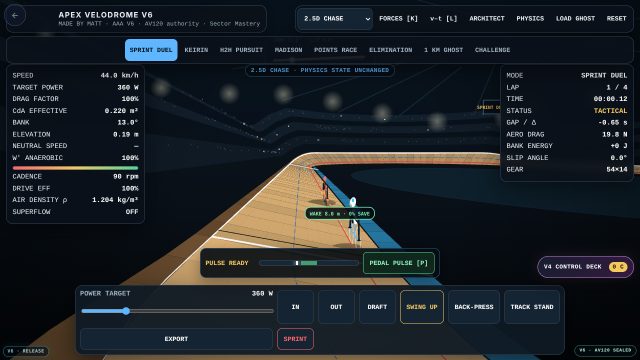 ←
APEX VELODROME V6
MADE BY MATT · AAA V6 · AV120 authority · Sector Mastery
2.5D CHASE
FORCES [K]
v-t [L]
ARCHITECT
PHYSICS
LOAD GHOST
RESET
SPRINT DUEL
KEIRIN
H2H PURSUIT
MADISON
POINTS RACE
ELIMINATION
1 KM GHOST
CHALLENGE
2.5D CHASE · PHYSICS STATE UNCHANGED
SPEED 44.0 km/h
TARGET POWER 360 W
DRAG FACTOR 100%
CdA EFFECTIVE 0.220 m²
BANK 13.0°
ELEVATION 0.19 m
NEUTRAL SPEED —
W' ANAEROBIC 100%
CADENCE 90 rpm
DRIVE EFF 100%
AIR DENSITY ρ 1.204 kg/m³
SUPERFLOW OFF
MODE SPRINT DUEL
LAP 1 / 4
TIME 00:00.12
STATUS TACTICAL
GAP / Δ -0.65 s
AERO DRAG 19.8 N
BANK ENERGY +0 J
SLIP ANGLE 0.0°
GEAR 54×14
WAKE 8.0 m · 0% SAVE
PULSE READY
PEDAL PULSE [P]
V4 CONTROL DECK 0 C
POWER TARGET 360 W
IN
OUT
DRAFT
SWING UP
BACK-PRESS
TRACK STAND
EXPORT
SPRINT
V6 · RELEASE
V6 · AV120 SEALED